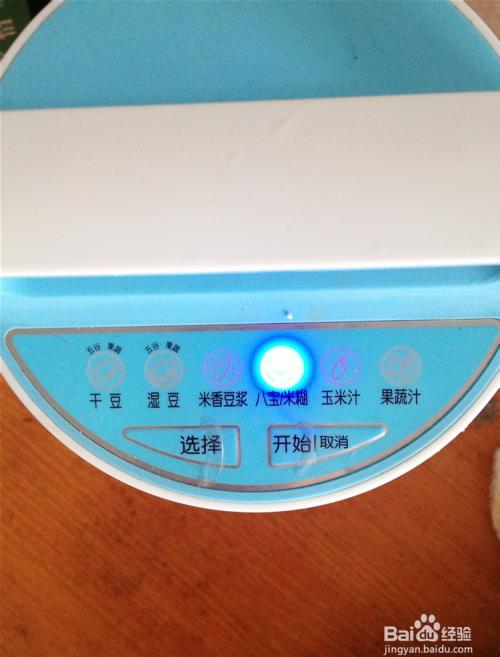 五谷 果蔬 五谷 果蔬
干豆 湿豆 米香豆浆 八宝/米糊 玉米汁 果蔬汁
选择 开始|取消
Bai du 经验
jingyan.baidu.com